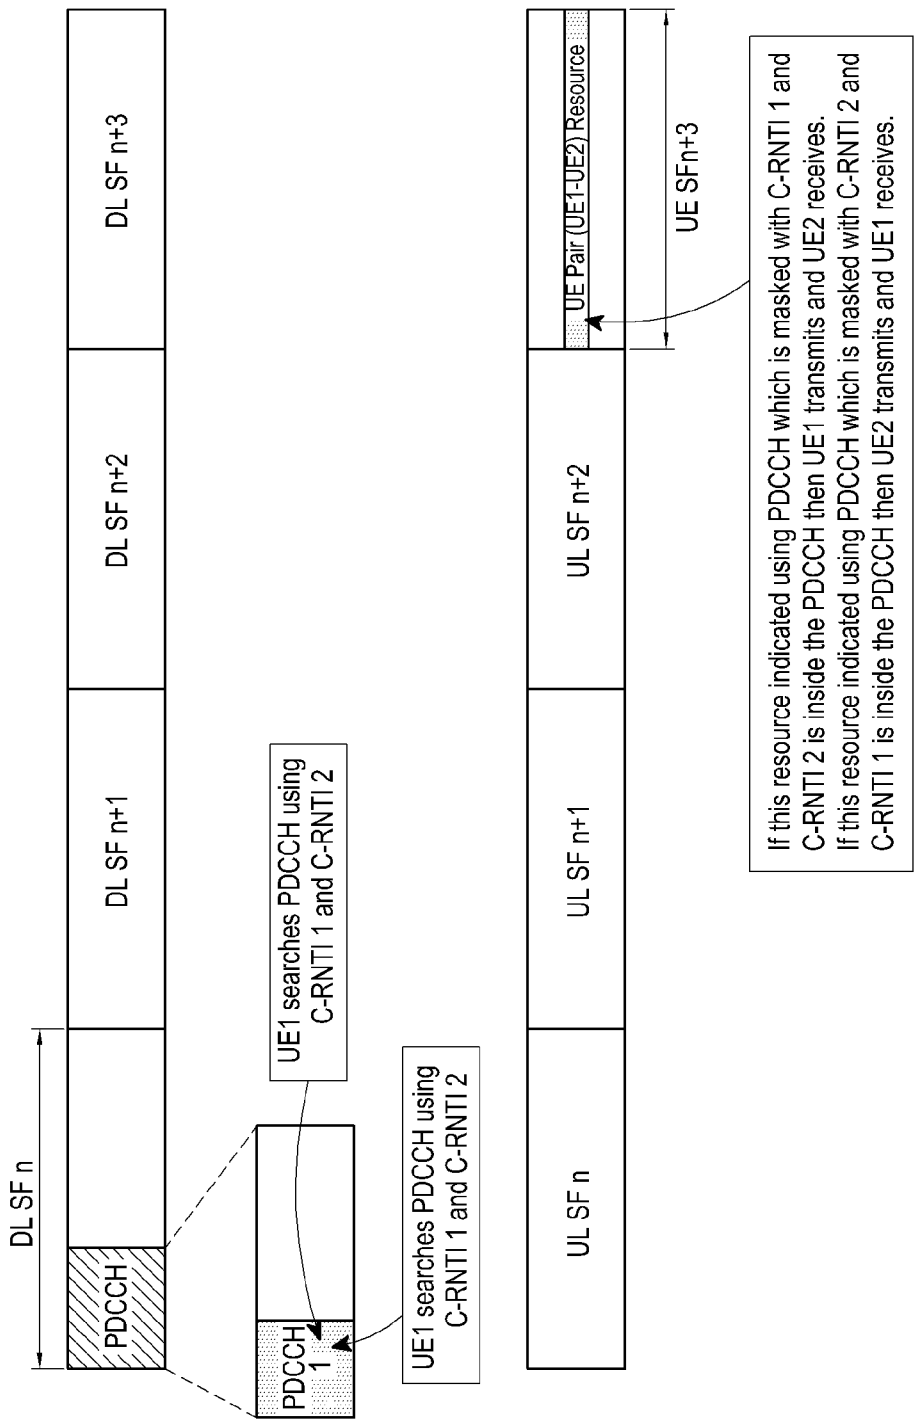 DL SF n
PDCCH
DL SF n+1
DL SF n+2
DL SF n+3
PDCCH
1
UE1 searches PDCCH using
C-RNTI 1 and C-RNTI 2
UE1 searches PDCCH using
C-RNTI 1 and C-RNTI 2
UL SF n
UL SF n+1
UL SF n+2
UE Pair (UE1-UE2) Resource
UE SFn+3
If this resource indicated using PDCCH which is masked with C-RNTI 1 and
C-RNTI 2 is inside the PDCCH then UE1 transmits and UE2 receives.
If this resource indicated using PDCCH which is masked with C-RNTI 2 and
C-RNTI 1 is inside the PDCCH then UE2 transmits and UE1 receives.